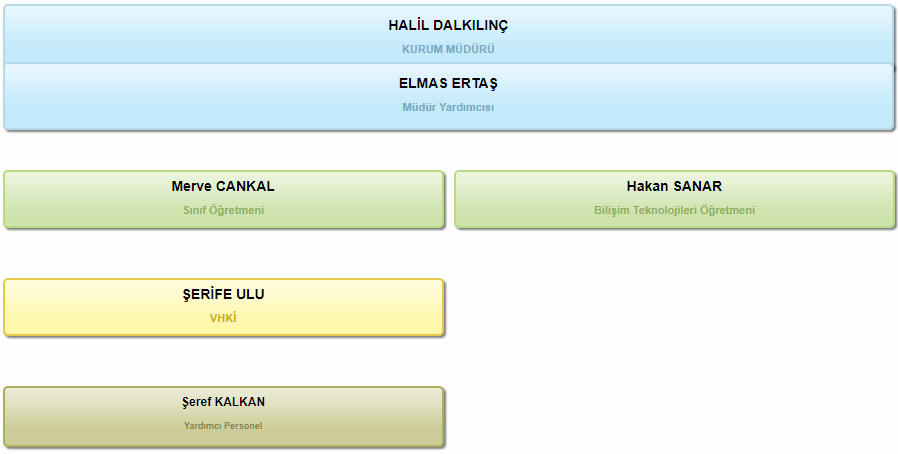 HALİL DALKILINÇ
KURUM MÜDÜRÜ
ELMAS ERTAŞ
Müdür Yardımcısı
Merve CANKAL
Sınıf Öğretmeni
Hakan SANAR
Bilişim Teknolojileri Öğretmeni
ŞERİFE ULU
VHKİ
Şeref KALKAN
Yardımcı Personel